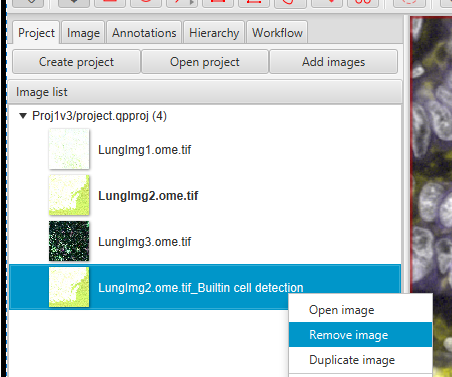 Project Image Annotations Hierarchy Workflow
Create project Open project Add images
Image list
Proj1v3/project.qpproj (4)
LungImg1.ome.tif
LungImg2.ome.tif
LungImg3.ome.tif
LungImg2.ome.tif_Builtin cell detection
Open image
Remove image
Duplicate image